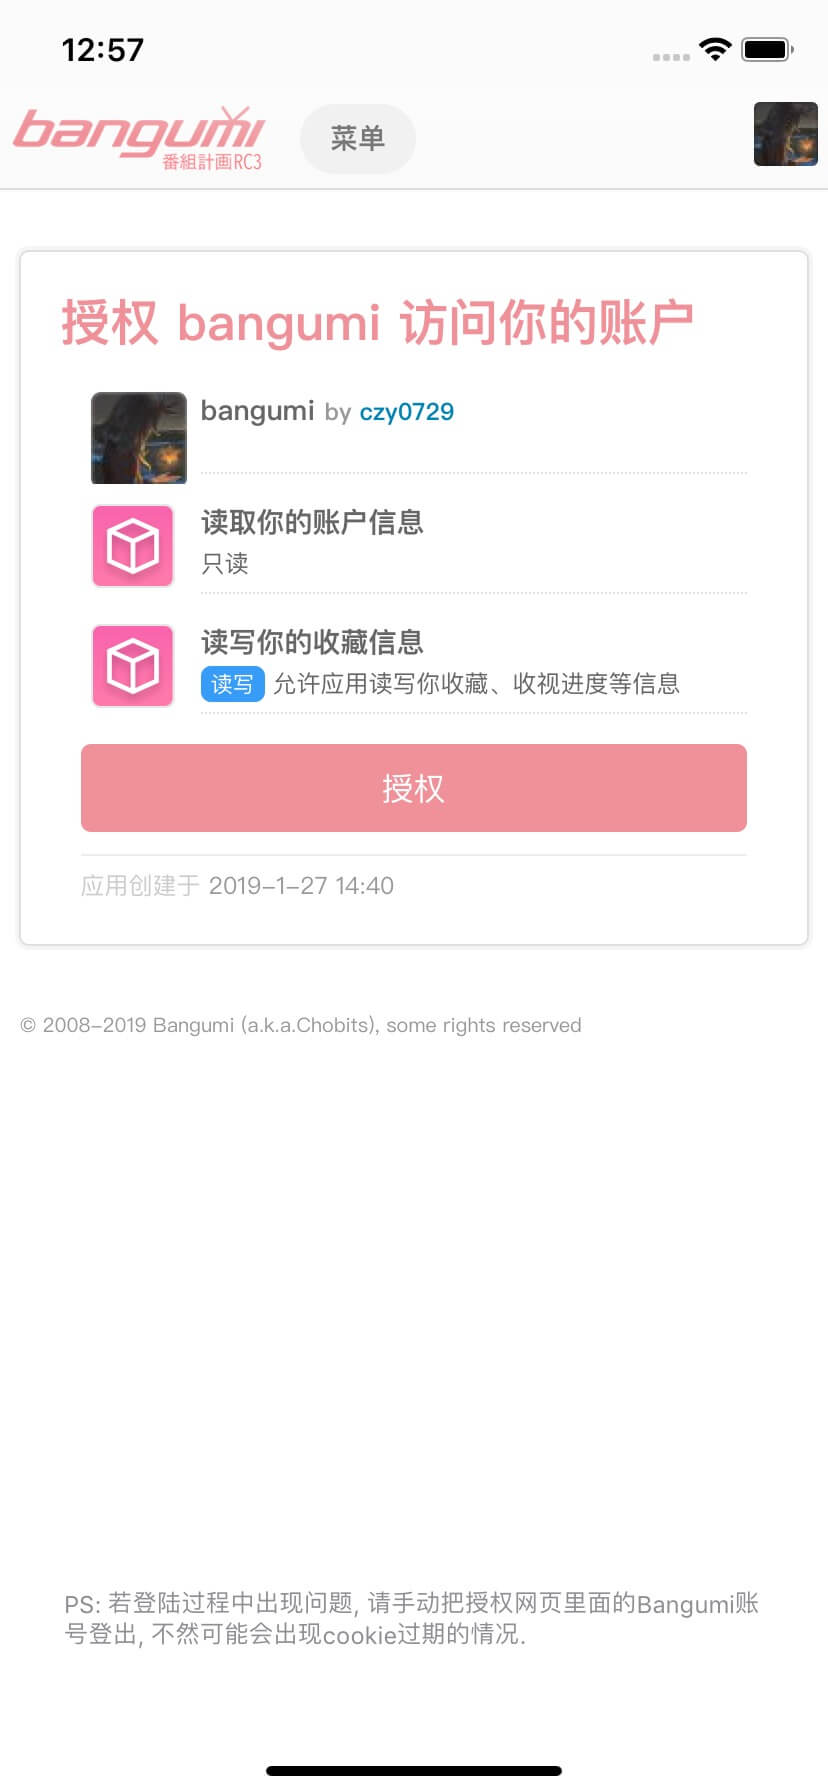 12:57
bangumi
番組計画RC3
菜单
授权 bangumi 访问你的账户
bangumi by czy0729
读取你的账户信息
只读
读写你的收藏信息
读写 允许应用读写你收藏、收视进度等信息
授权
应用创建于 2019-1-27 14:40
© 2008-2019 Bangumi (a.k.a.Chobits), some rights reserved
PS: 若登陆过程中出现问题, 请手动把授权网页里面的Bangumi账
号登出, 不然可能会出现cookie过期的情况.